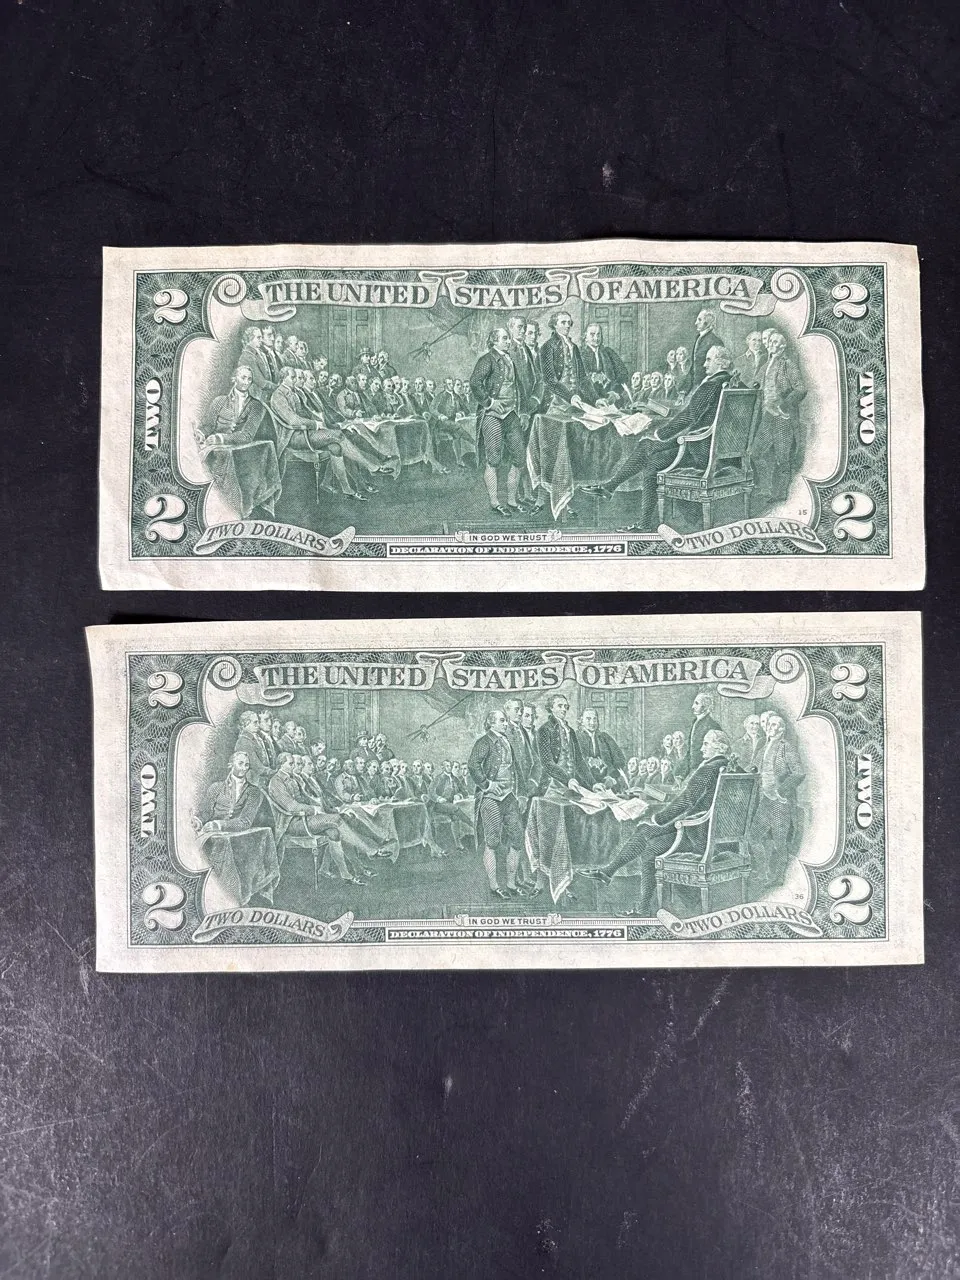 THE UNITED STATES OF AMERICA
2 2
TWO TWO
15
2 2
TWO DOLLARS IN GOD WE TRUST TWO DOLLARS
DECLARATION OF INDEPENDENCE, 1776
THE UNITED STATES OF AMERICA
2 2
TWO TWO
36
2 2
TWO DOLLARS IN GOD WE TRUST TWO DOLLARS
DECLARATION OF INDEPENDENCE, 1776